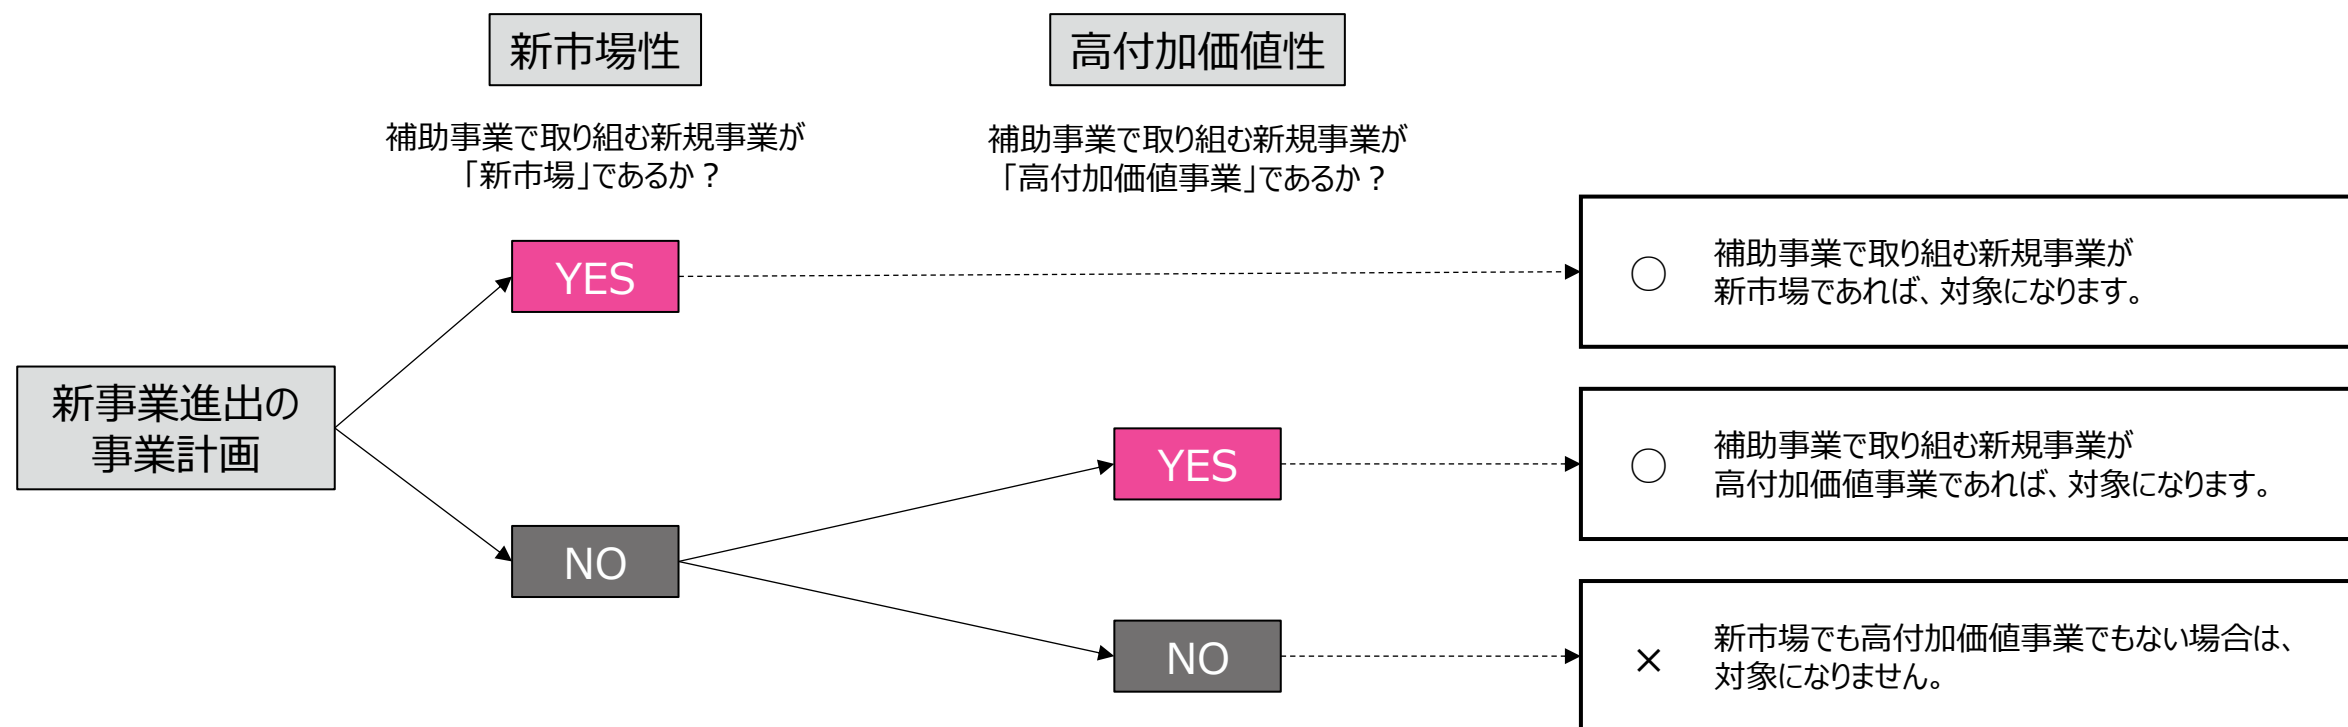 新市場性
高付加価値性
補助事業で取り組む新規事業が
「新市場」であるか？
補助事業で取り組む新規事業が
「高付加価値事業」であるか？
YES
○
補助事業で取り組む新規事業が
新市場であれば、対象になります。
新事業進出の
事業計画
YES
○
補助事業で取り組む新規事業が
高付加価値事業であれば、対象になります。
NO
NO
×
新市場でも高付加価値事業でもない場合は、
対象になりません。